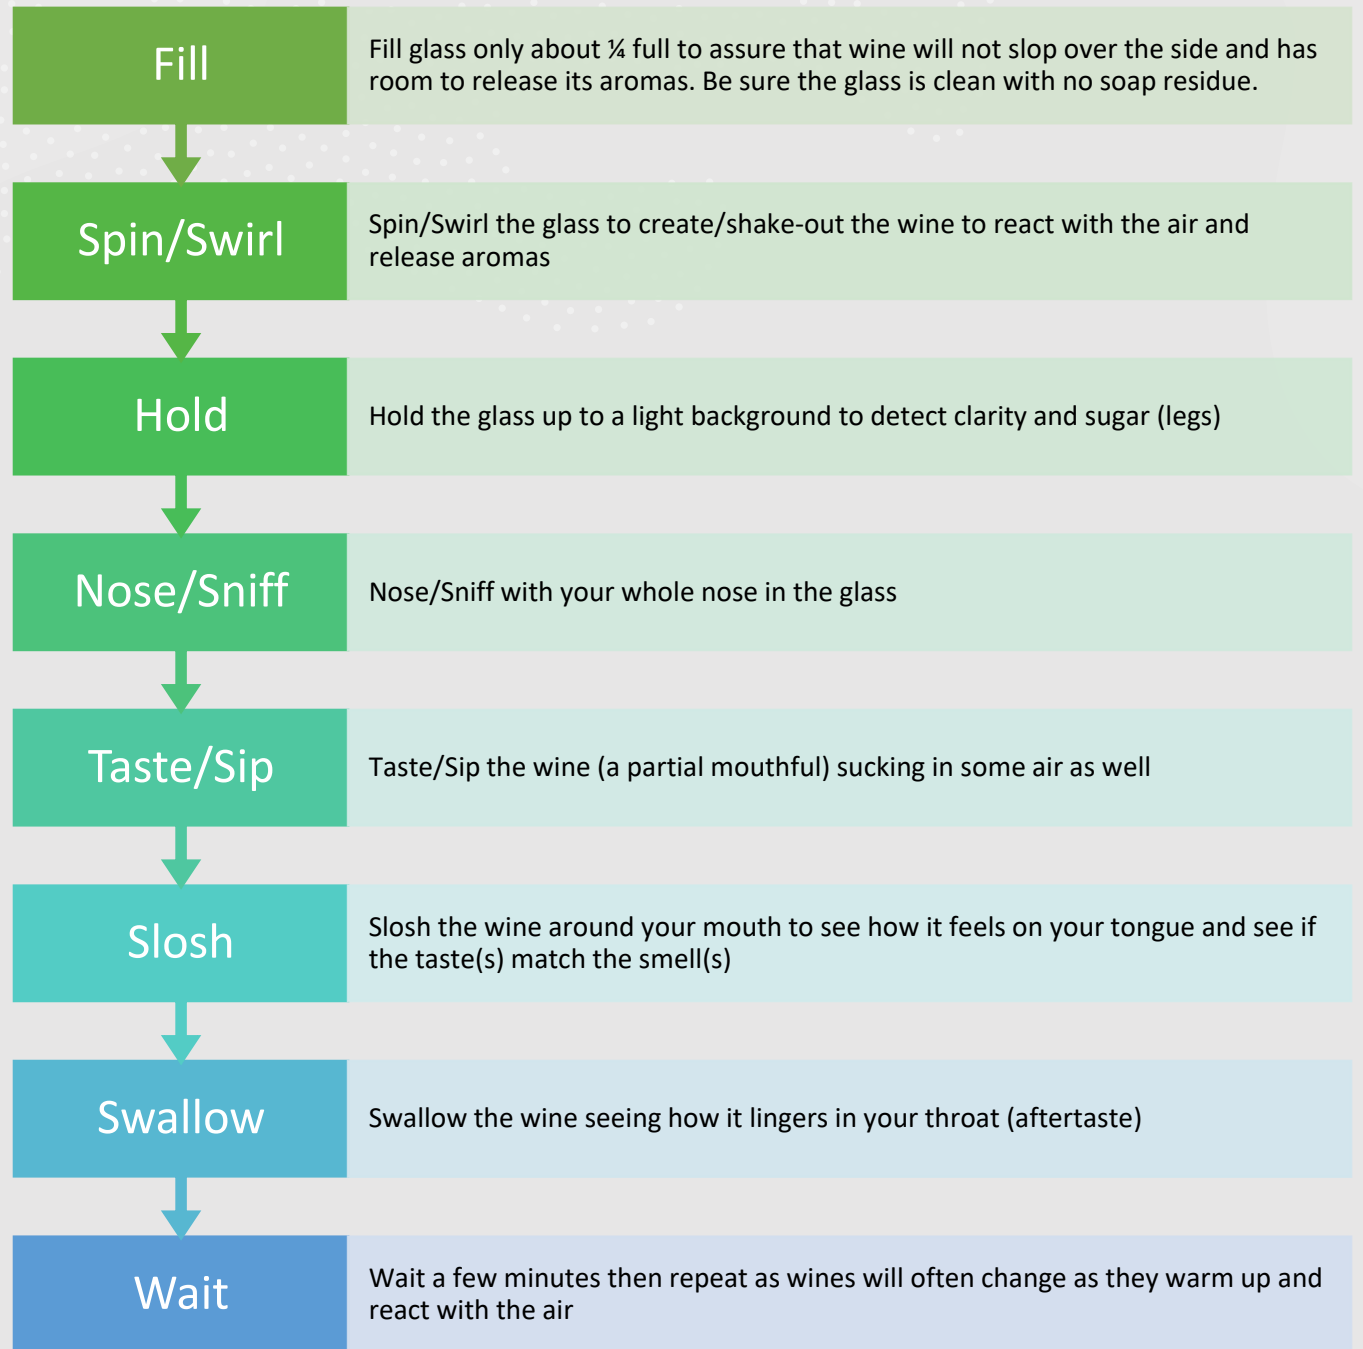 Fill
Fill glass only about ¼ full to assure that wine will not slop over the side and has
room to release its aromas. Be sure the glass is clean with no soap residue.
Spin/Swirl
Spin/Swirl the glass to create/shake-out the wine to react with the air and
release aromas
Hold
Hold the glass up to a light background to detect clarity and sugar (legs)
Nose/Sniff
Nose/Sniff with your whole nose in the glass
Taste/Sip
Taste/Sip the wine (a partial mouthful) sucking in some air as well
Slosh
Slosh the wine around your mouth to see how it feels on your tongue and see if
the taste(s) match the smell(s)
Swallow
Swallow the wine seeing how it lingers in your throat (aftertaste)
Wait
Wait a few minutes then repeat as wines will often change as they warm up and
react with the air